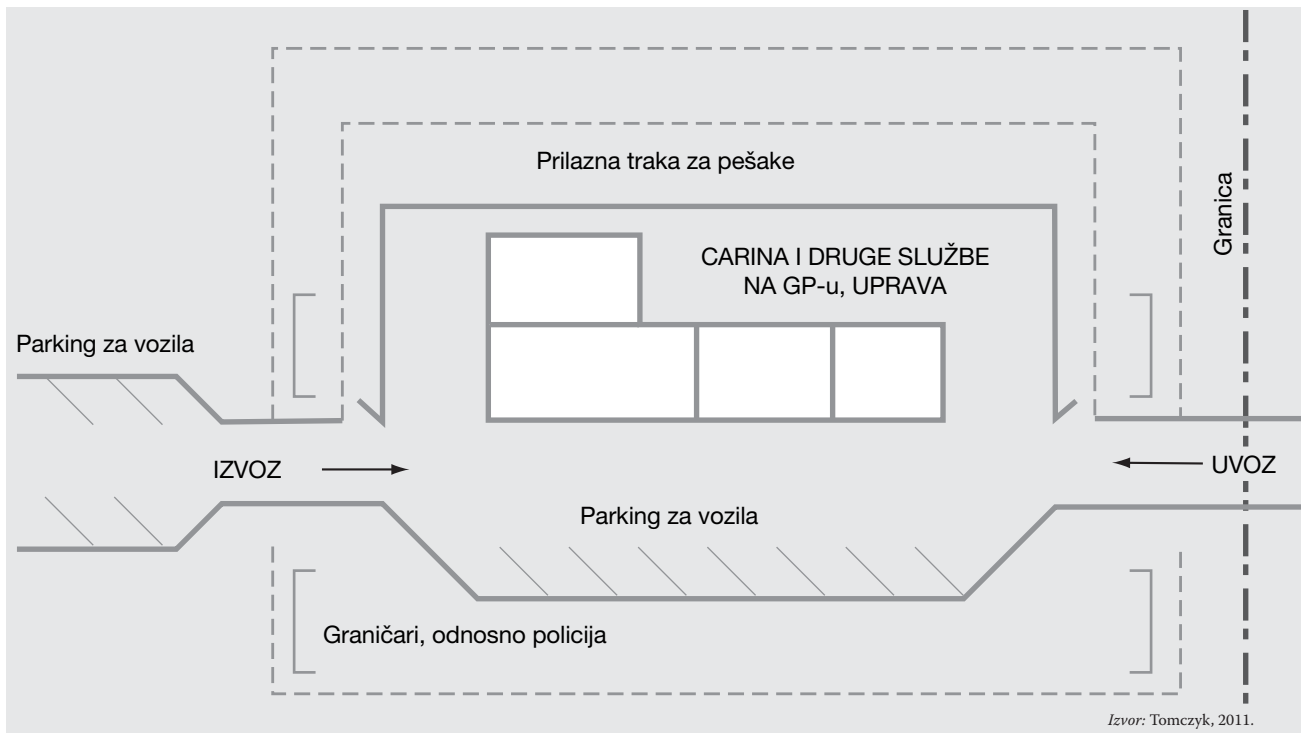 Prilazna traka za pešake
Granica
CARINA I DRUGE SLUŽBE
NA GP-u, UPRAVA
Parking za vozila
IZVOZ
UVOZ
Parking za vozila
Graničari, odnosno policija
Izvor: Tomczyk, 2011.